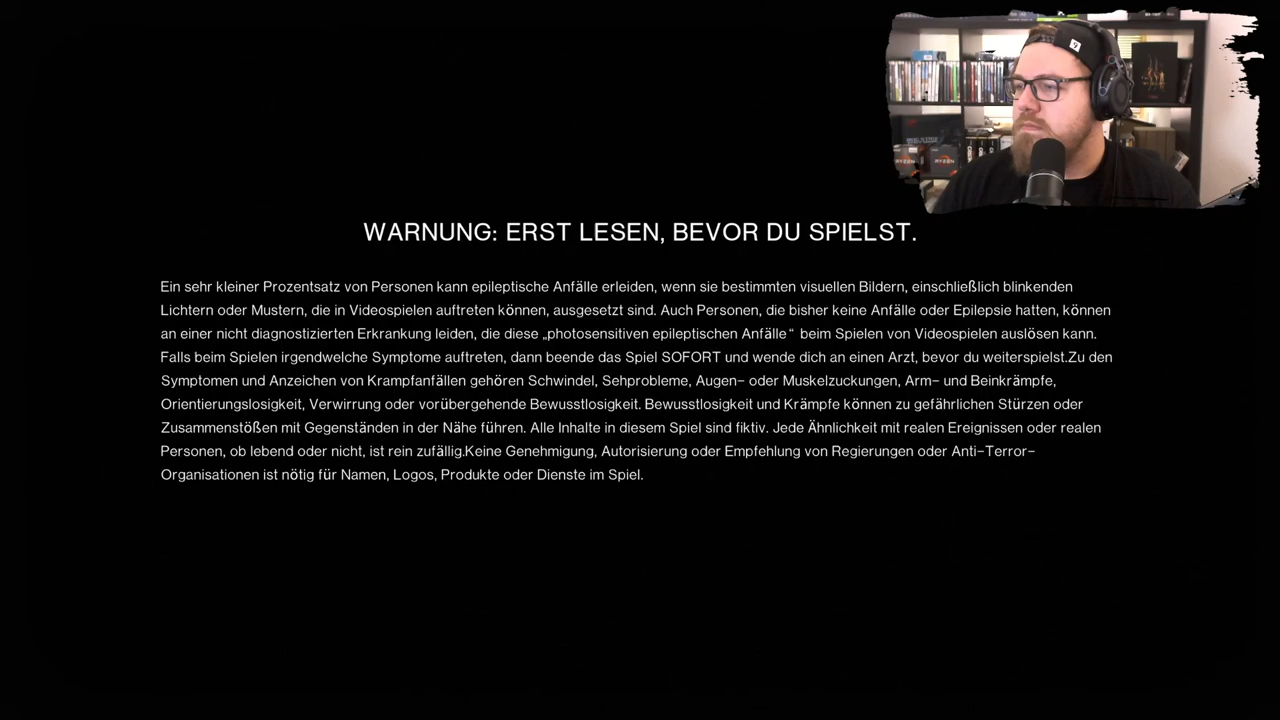 WARNUNG: ERST LESEN, BEVOR DU SPIELST.
Ein sehr kleiner Prozentsatz von Personen kann epileptische Anfälle erleiden, wenn sie bestimmten visuellen Bildern, einschließlich blinkenden
Lichtern oder Mustern, die in Videospielen auftreten können, ausgesetzt sind. Auch Personen, die bisher keine Anfälle oder Epilepsie hatten, können
an einer nicht diagnostizierten Erkrankung leiden, die diese „photosensitiven epileptischen Anfälle“ beim Spielen von Videospielen auslösen kann.
Falls beim Spielen irgendwelche Symptome auftreten, dann beende das Spiel SOFORT und wende dich an einen Arzt, bevor du weiterspielst.Zu den
Symptomen und Anzeichen von Krampfanfällen gehören Schwindel, Sehprobleme, Augen- oder Muskelzuckungen, Arm- und Beinkrämpfe,
Orientierungslosigkeit, Verwirrung oder vorübergehende Bewusstlosigkeit. Bewusstlosigkeit und Krämpfe können zu gefährlichen Stürzen oder
Zusammenstößen mit Gegenständen in der Nähe führen. Alle Inhalte in diesem Spiel sind fiktiv. Jede Ähnlichkeit mit realen Ereignissen oder realen
Personen, ob lebend oder nicht, ist rein zufällig.Keine Genehmigung, Autorisierung oder Empfehlung von Regierungen oder Anti-Terror-
Organisationen ist nötig für Namen, Logos, Produkte oder Dienste im Spiel.
RYZEN
RYZEN